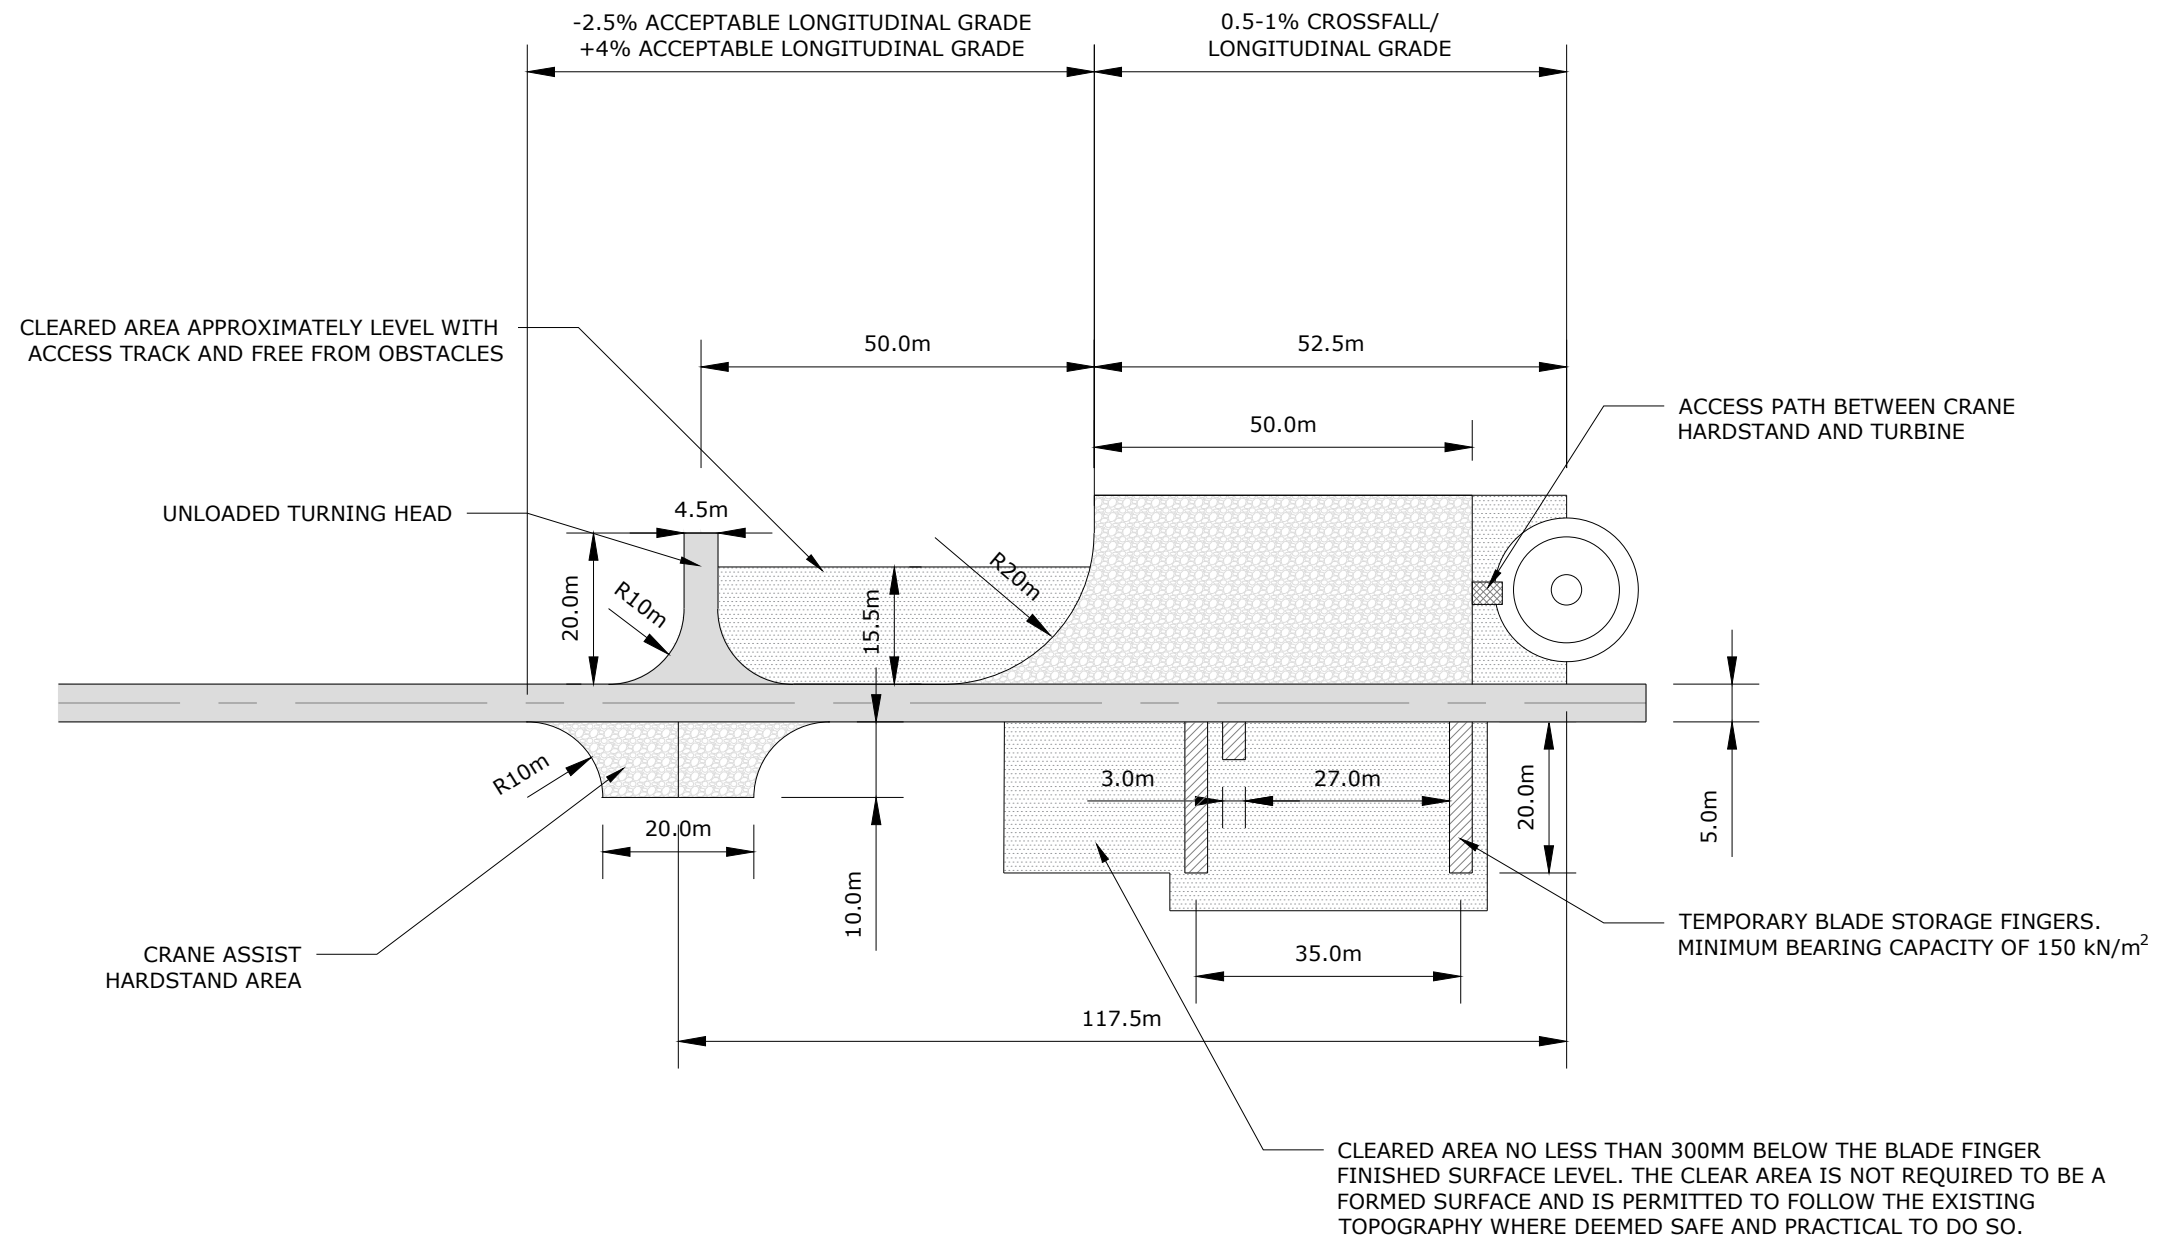 -2.5% ACCEPTABLE LONGITUDINAL GRADE
+4% ACCEPTABLE LONGITUDINAL GRADE
0.5-1% CROSSFALL/
LONGITUDINAL GRADE
CLEARED AREA APPROXIMATELY LEVEL WITH
ACCESS TRACK AND FREE FROM OBSTACLES
50.0m
52.5m
50.0m
ACCESS PATH BETWEEN CRANE
HARDSTAND AND TURBINE
UNLOADED TURNING HEAD
4.5m
20.0m
R10m
15.5m
R20m
R10m
3.0m
27.0m
20.0m
5.0m
20.0m
10.0m
CRANE ASSIST
HARDSTAND AREA
35.0m
TEMPORARY BLADE STORAGE FINGERS.
MINIMUM BEARING CAPACITY OF 150 kN/m²
117.5m
CLEARED AREA NO LESS THAN 300MM BELOW THE BLADE FINGER
FINISHED SURFACE LEVEL. THE CLEAR AREA IS NOT REQUIRED TO BE A
FORMED SURFACE AND IS PERMITTED TO FOLLOW THE EXISTING
TOPOGRAPHY WHERE DEEMED SAFE AND PRACTICAL TO DO SO.